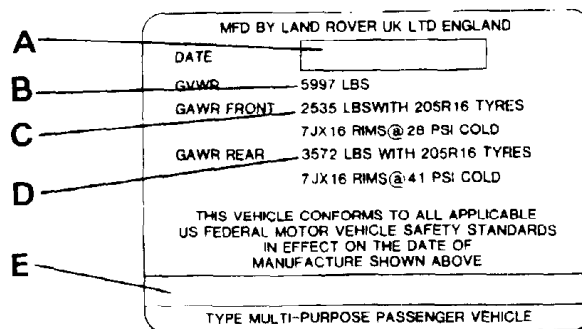 MFD BY LAND ROVER UK LTD ENGLAND
A
DATE
B
GVWR 5997 LBS
GAWR FRONT 2535 LBSWITH 205R16 TYRES
C
7JX16 RIMS@28 PSI COLD
GAWR REAR 3572 LBS WITH 205R16 TYRES
D
7JX16 RIMS@41 PSI COLD
THIS VEHICLE CONFORMS TO ALL APPLICABLE
US FEDERAL MOTOR VEHICLE SAFETY STANDARDS
IN EFFECT ON THE DATE OF
MANUFACTURE SHOWN ABOVE
E
TYPE MULTI-PURPOSE PASSENGER VEHICLE